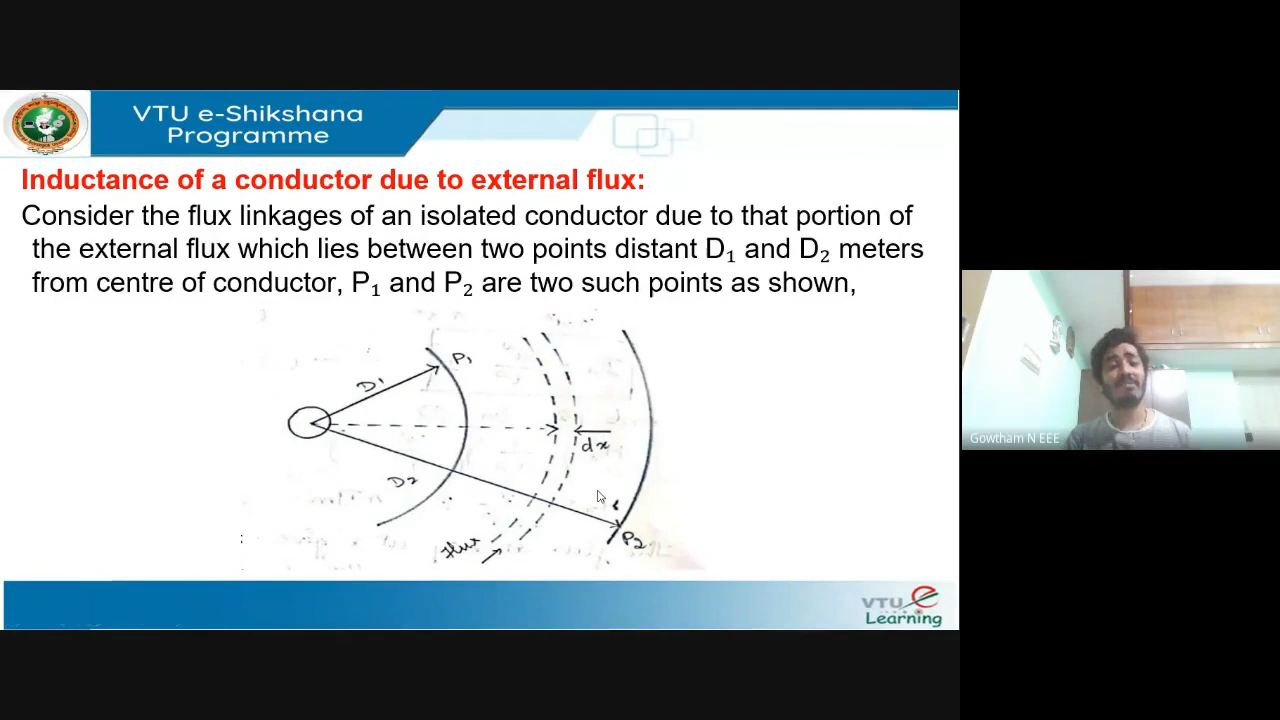 VTU e-Shikshana
Programme
Inductance of a conductor due to external flux:
Consider the flux linkages of an isolated conductor due to that portion of
the external flux which lies between two points distant D₁ and D₂ meters
from centre of conductor, P₁ and P₂ are two such points as shown,
P₁
D1
dx
D2
flux
P2
Gowtham N EEE
VTU
Learning